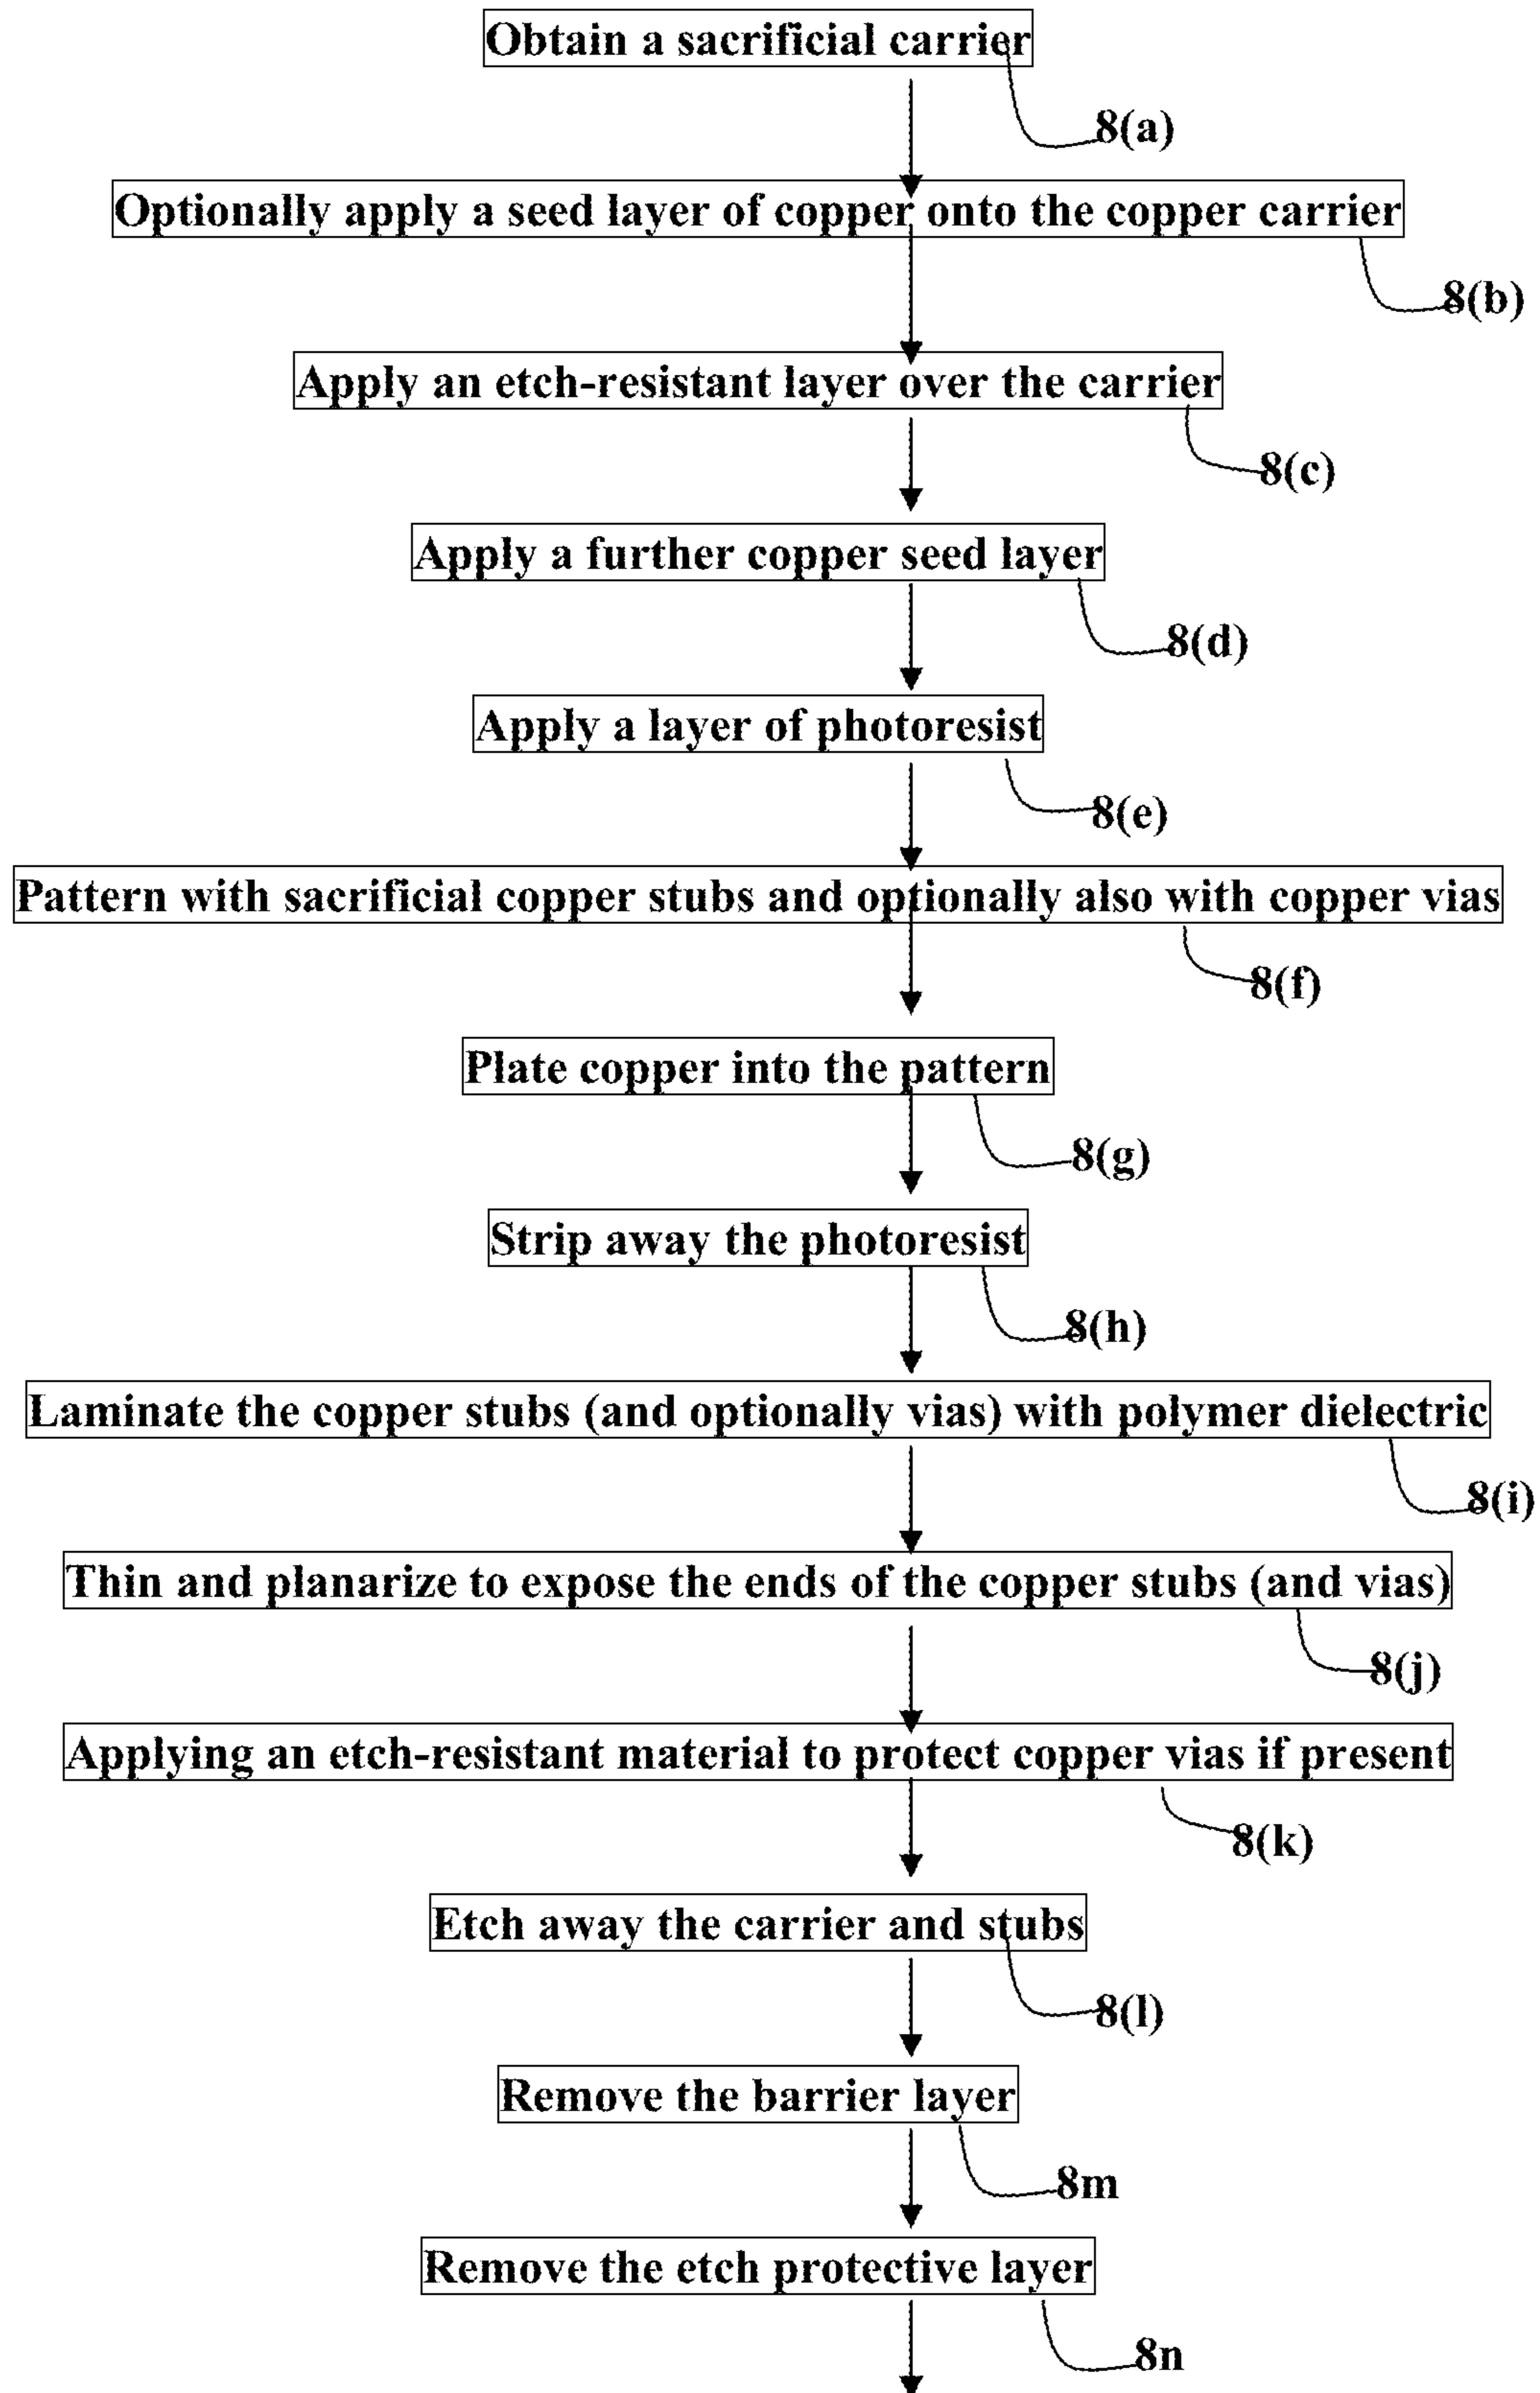 Obtain a sacrificial carrier
8(a)
Optionally apply a seed layer of copper onto the copper carrier
8(b)
Apply an etch-resistant layer over the carrier
8(c)
Apply a further copper seed layer
8(d)
Apply a layer of photoresist
8(e)
Pattern with sacrificial copper stubs and optionally also with copper vias
8(f)
Plate copper into the pattern
8(g)
Strip away the photoresist
8(h)
Laminate the copper stubs (and optionally vias) with polymer dielectric
8(i)
Thin and planarize to expose the ends of the copper stubs (and vias)
8(j)
Applying an etch-resistant material to protect copper vias if present
8(k)
Etch away the carrier and stubs
8(l)
Remove the barrier layer
8m
Remove the etch protective layer
8n